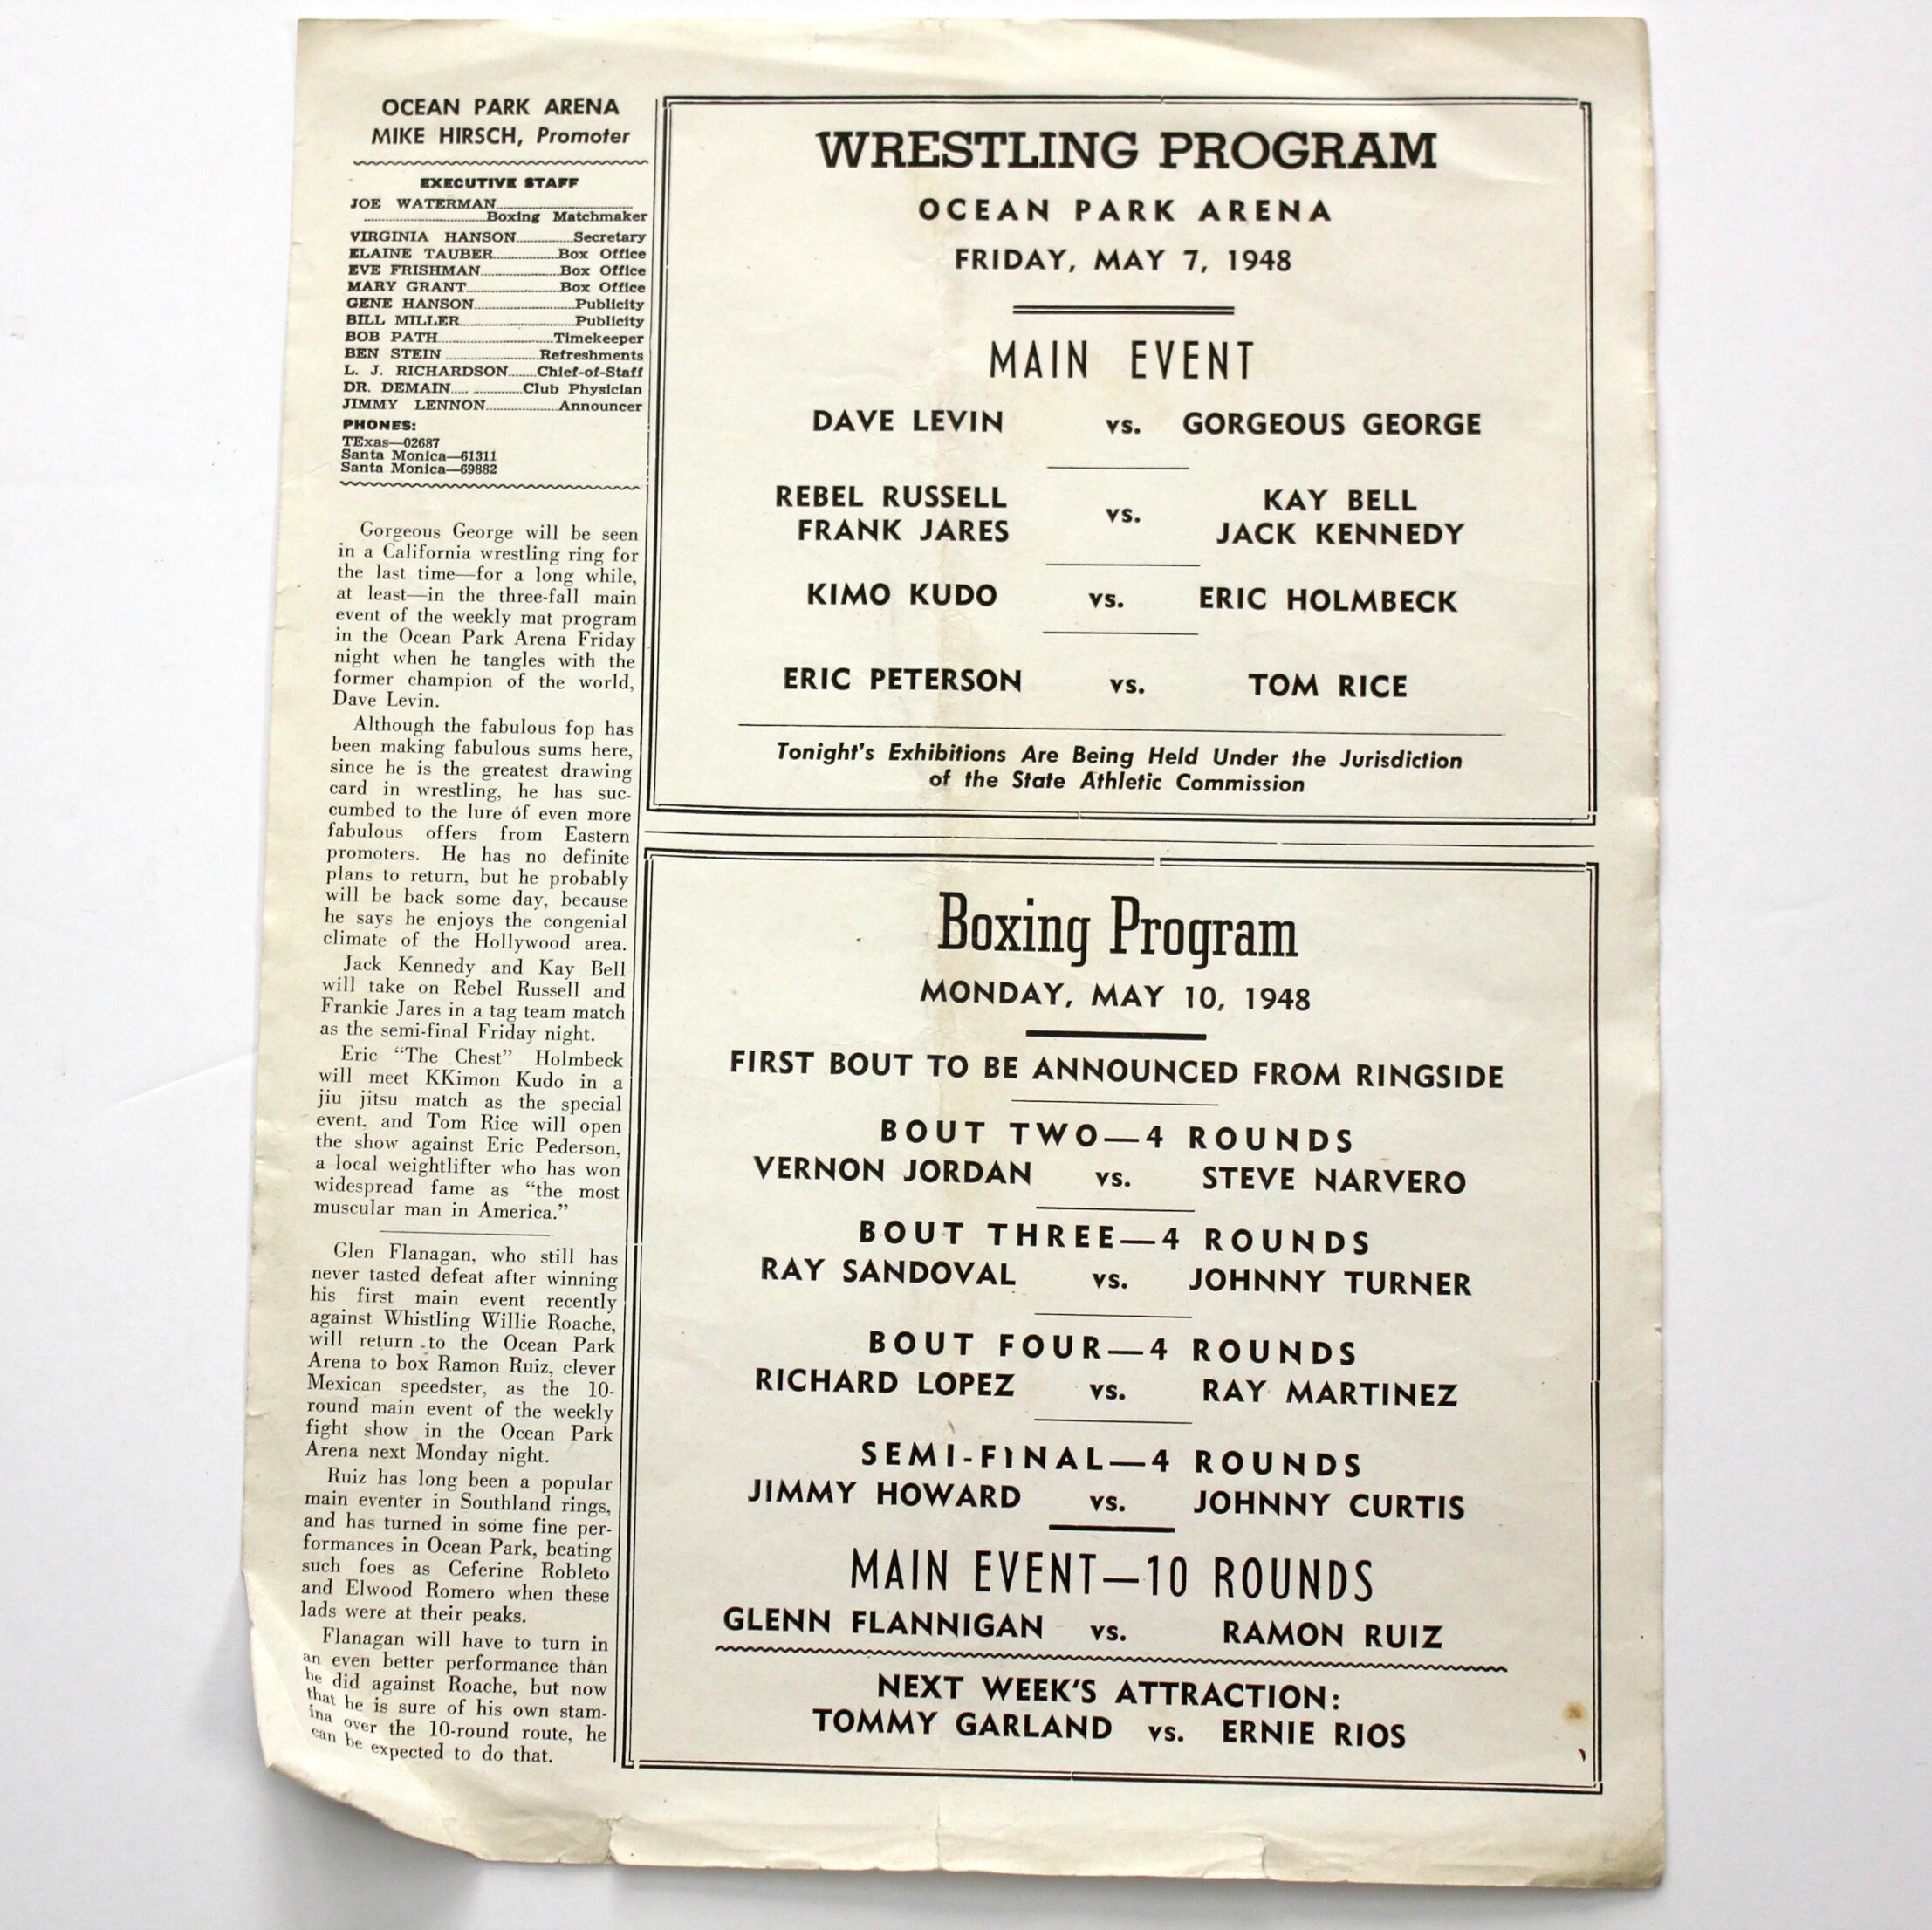 OCEAN PARK ARENA
MIKE HIRSCH, Promoter
EXECUTIVE STAFF
JOE WATERMAN
Boxing Matchmaker
VIRGINIA HANSON Secretary
ELAINE TAUBER Box Office
EVE FRISHMAN Box Office
MARY GRANT Box Office
GENE HANSON Publicity
BILL MILLER Publicity
BOB PATH Timekeeper
BEN STEIN Refreshments
L. J. RICHARDSON Chief-of-Staff
DR. DEMAIN Club Physician
JIMMY LENNON Announcer
PHONES:
TExas—02687
Santa Monica—61311
Santa Monica—69882
Gorgeous George will be seen
in a California wrestling ring for
the last time—for a long while,
at least—in the three-fall main
event of the weekly mat program
in the Ocean Park Arena Friday
night when he tangles with the
former champion of the world,
Dave Levin.
Although the fabulous fop has
been making fabulous sums here,
since he is the greatest drawing
card in wrestling, he has suc-
cumbed to the lure of even more
fabulous offers from Eastern
promoters. He has no definite
plans to return, but he probably
will be back some day, because
he says he enjoys the congenial
climate of the Hollywood area.
Jack Kennedy and Kay Bell
will take on Rebel Russell and
Frankie Jares in a tag team match
as the semi-final Friday night.
Eric "The Chest" Holmbeck
will meet KKimon Kudo in a
jiu jitsu match as the special
event, and Tom Rice will open
the show against Eric Pederson,
a local weightlifter who has won
widespread fame as "the most
muscular man in America."
Glen Flanagan, who still has
never tasted defeat after winning
his first main event recently
against Whistling Willie Roache,
will return to the Ocean Park
Arena to box Ramon Ruiz, clever
Mexican speedster, as the 10-
round main event of the weekly
fight show in the Ocean Park
Arena next Monday night.
Ruiz has long been a popular
main eventer in Southland rings,
and has turned in some fine per-
formances in Ocean Park, beating
such foes as Ceferine Robleto
and Elwood Romero when these
lads were at their peaks.
Flanagan will have to turn in
an even better performance than
he did against Roache, but now
that he is sure of his own stam-
ina over the 10-round route, he
can be expected to do that.
WRESTLING PROGRAM
OCEAN PARK ARENA
FRIDAY, MAY 7, 1948
MAIN EVENT
DAVE LEVIN vs. GORGEOUS GEORGE
REBEL RUSSELL KAY BELL
vs.
FRANK JARES JACK KENNEDY
KIMO KUDO vs. ERIC HOLMBECK
ERIC PETERSON vs. TOM RICE
Tonight's Exhibitions Are Being Held Under the Jurisdiction
of the State Athletic Commission
Boxing Program
MONDAY, MAY 10, 1948
FIRST BOUT TO BE ANNOUNCED FROM RINGSIDE
BOUT TWO—4 ROUNDS
VERNON JORDAN vs. STEVE NARVERO
BOUT THREE—4 ROUNDS
RAY SANDOVAL vs. JOHNNY TURNER
BOUT FOUR—4 ROUNDS
RICHARD LOPEZ vs. RAY MARTINEZ
SEMI-FINAL—4 ROUNDS
JIMMY HOWARD vs. JOHNNY CURTIS
MAIN EVENT—10 ROUNDS
GLENN FLANNIGAN vs. RAMON RUIZ
NEXT WEEK'S ATTRACTION:
TOMMY GARLAND vs. ERNIE RIOS